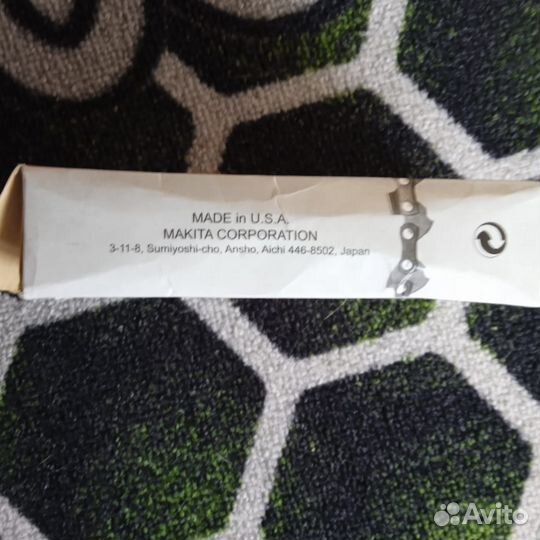 MADE in U.S.A.
MAKITA CORPORATION
3-11-8, Sumiyoshi-cho, Ansho, Aichi 446-8502, Japan
Avito